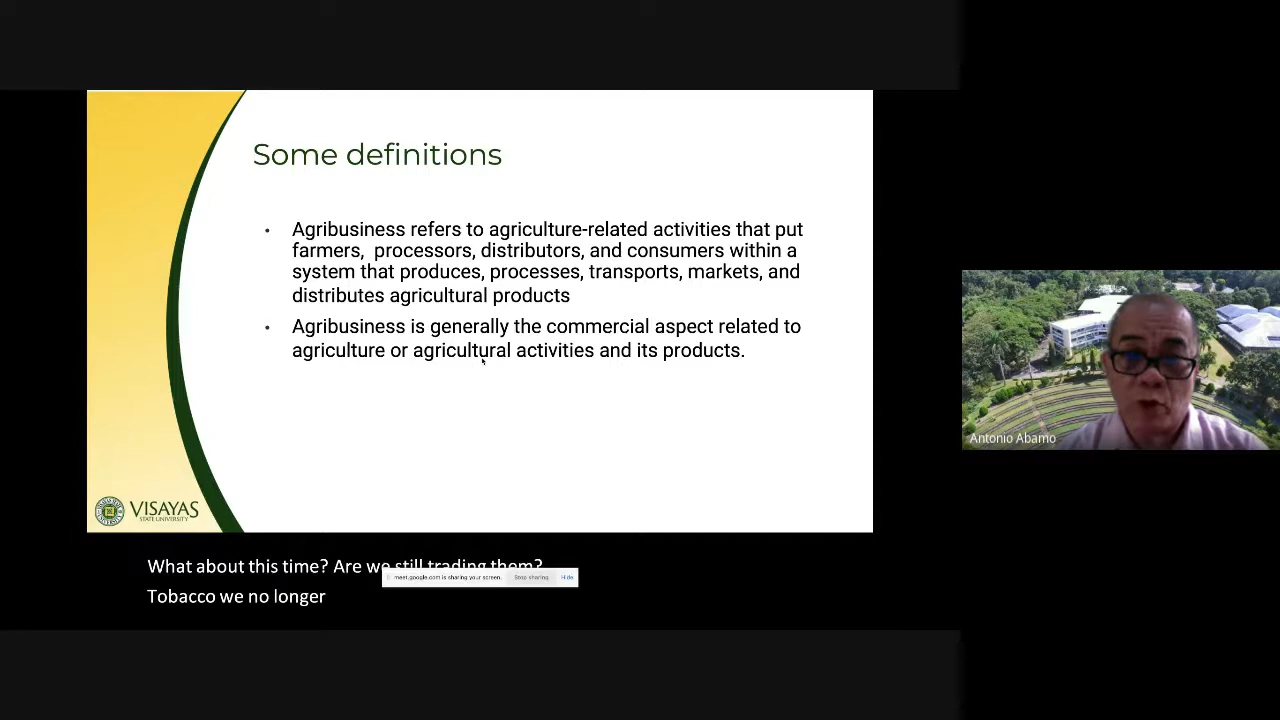 Some definitions
• Agribusiness refers to agriculture-related activities that put
farmers, processors, distributors, and consumers within a
system that produces, processes, transports, markets, and
distributes agricultural products
• Agribusiness is generally the commercial aspect related to
agriculture or agricultural activities and its products.
Antonio Abamo
VISAYAS
STATE UNIVERSITY
What about this time? Are we still trading them?
meet.google.com is sharing your screen. Stop sharing Hide
Tobacco we no longer